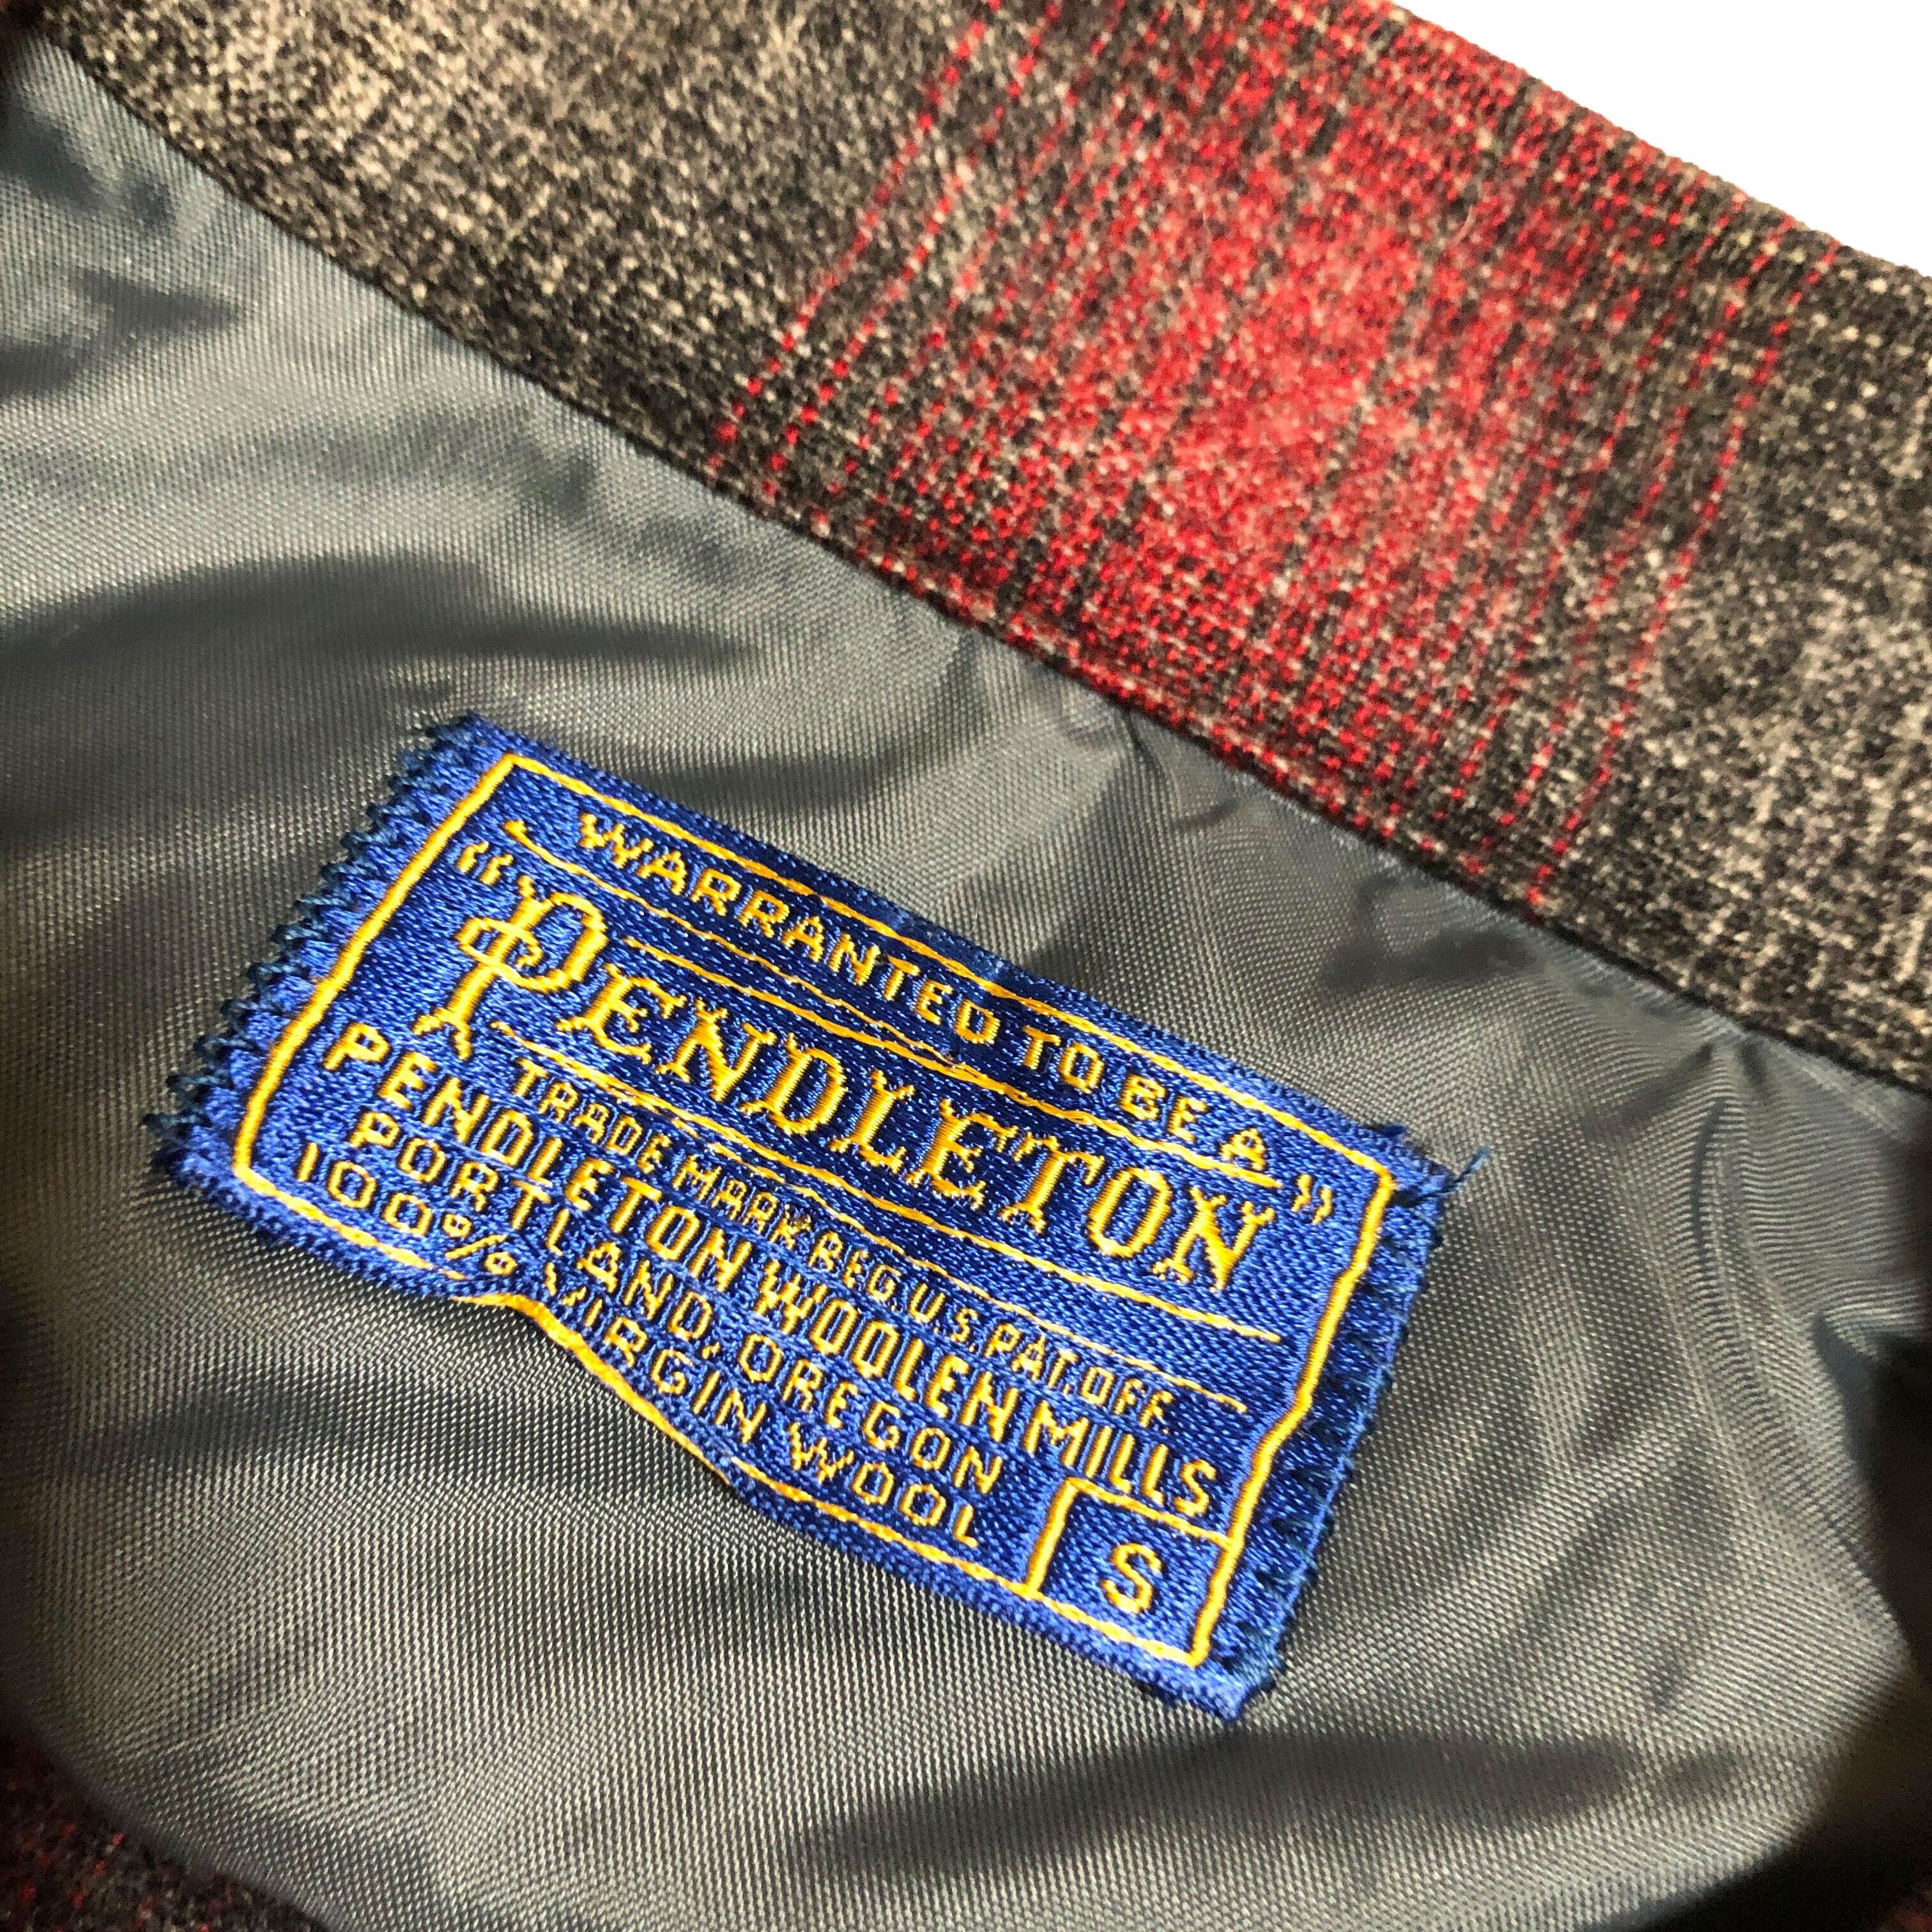 WARRANTED TO BE A
"PENDLETON"
TRADE MARK REG. U.S. PAT. OFF.
PENDLETON WOOLEN MILLS
PORTLAND, OREGON
100% VIRGIN WOOL
S